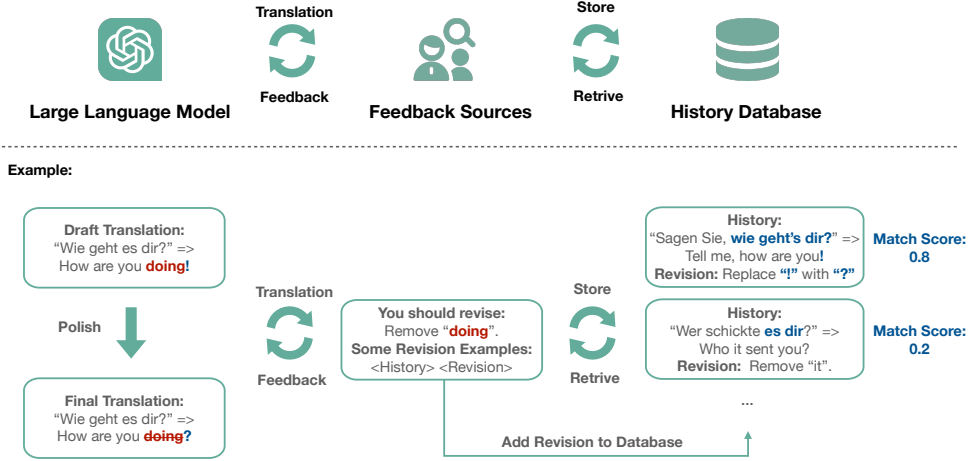 Translation
Feedback
Store
Retrive
Large Language Model
Feedback Sources
History Database
Example:
Draft Translation:
“Wie geht es dir?” =>
How are you doing!
Polish
Final Translation:
“Wie geht es dir?” =>
How are you doing?
Translation
Feedback
You should revise:
Remove “doing”.
Some Revision Examples:
<History> <Revision>
Store
Retrive
History:
“Sagen Sie, wie geht’s dir?” =>
Tell me, how are you!
Revision: Replace “!” with “?”
Match Score:
0.8
History:
“Wer schickte es dir?” =>
Who it sent you?
Revision: Remove “it”.
Match Score:
0.2
...
Add Revision to Database